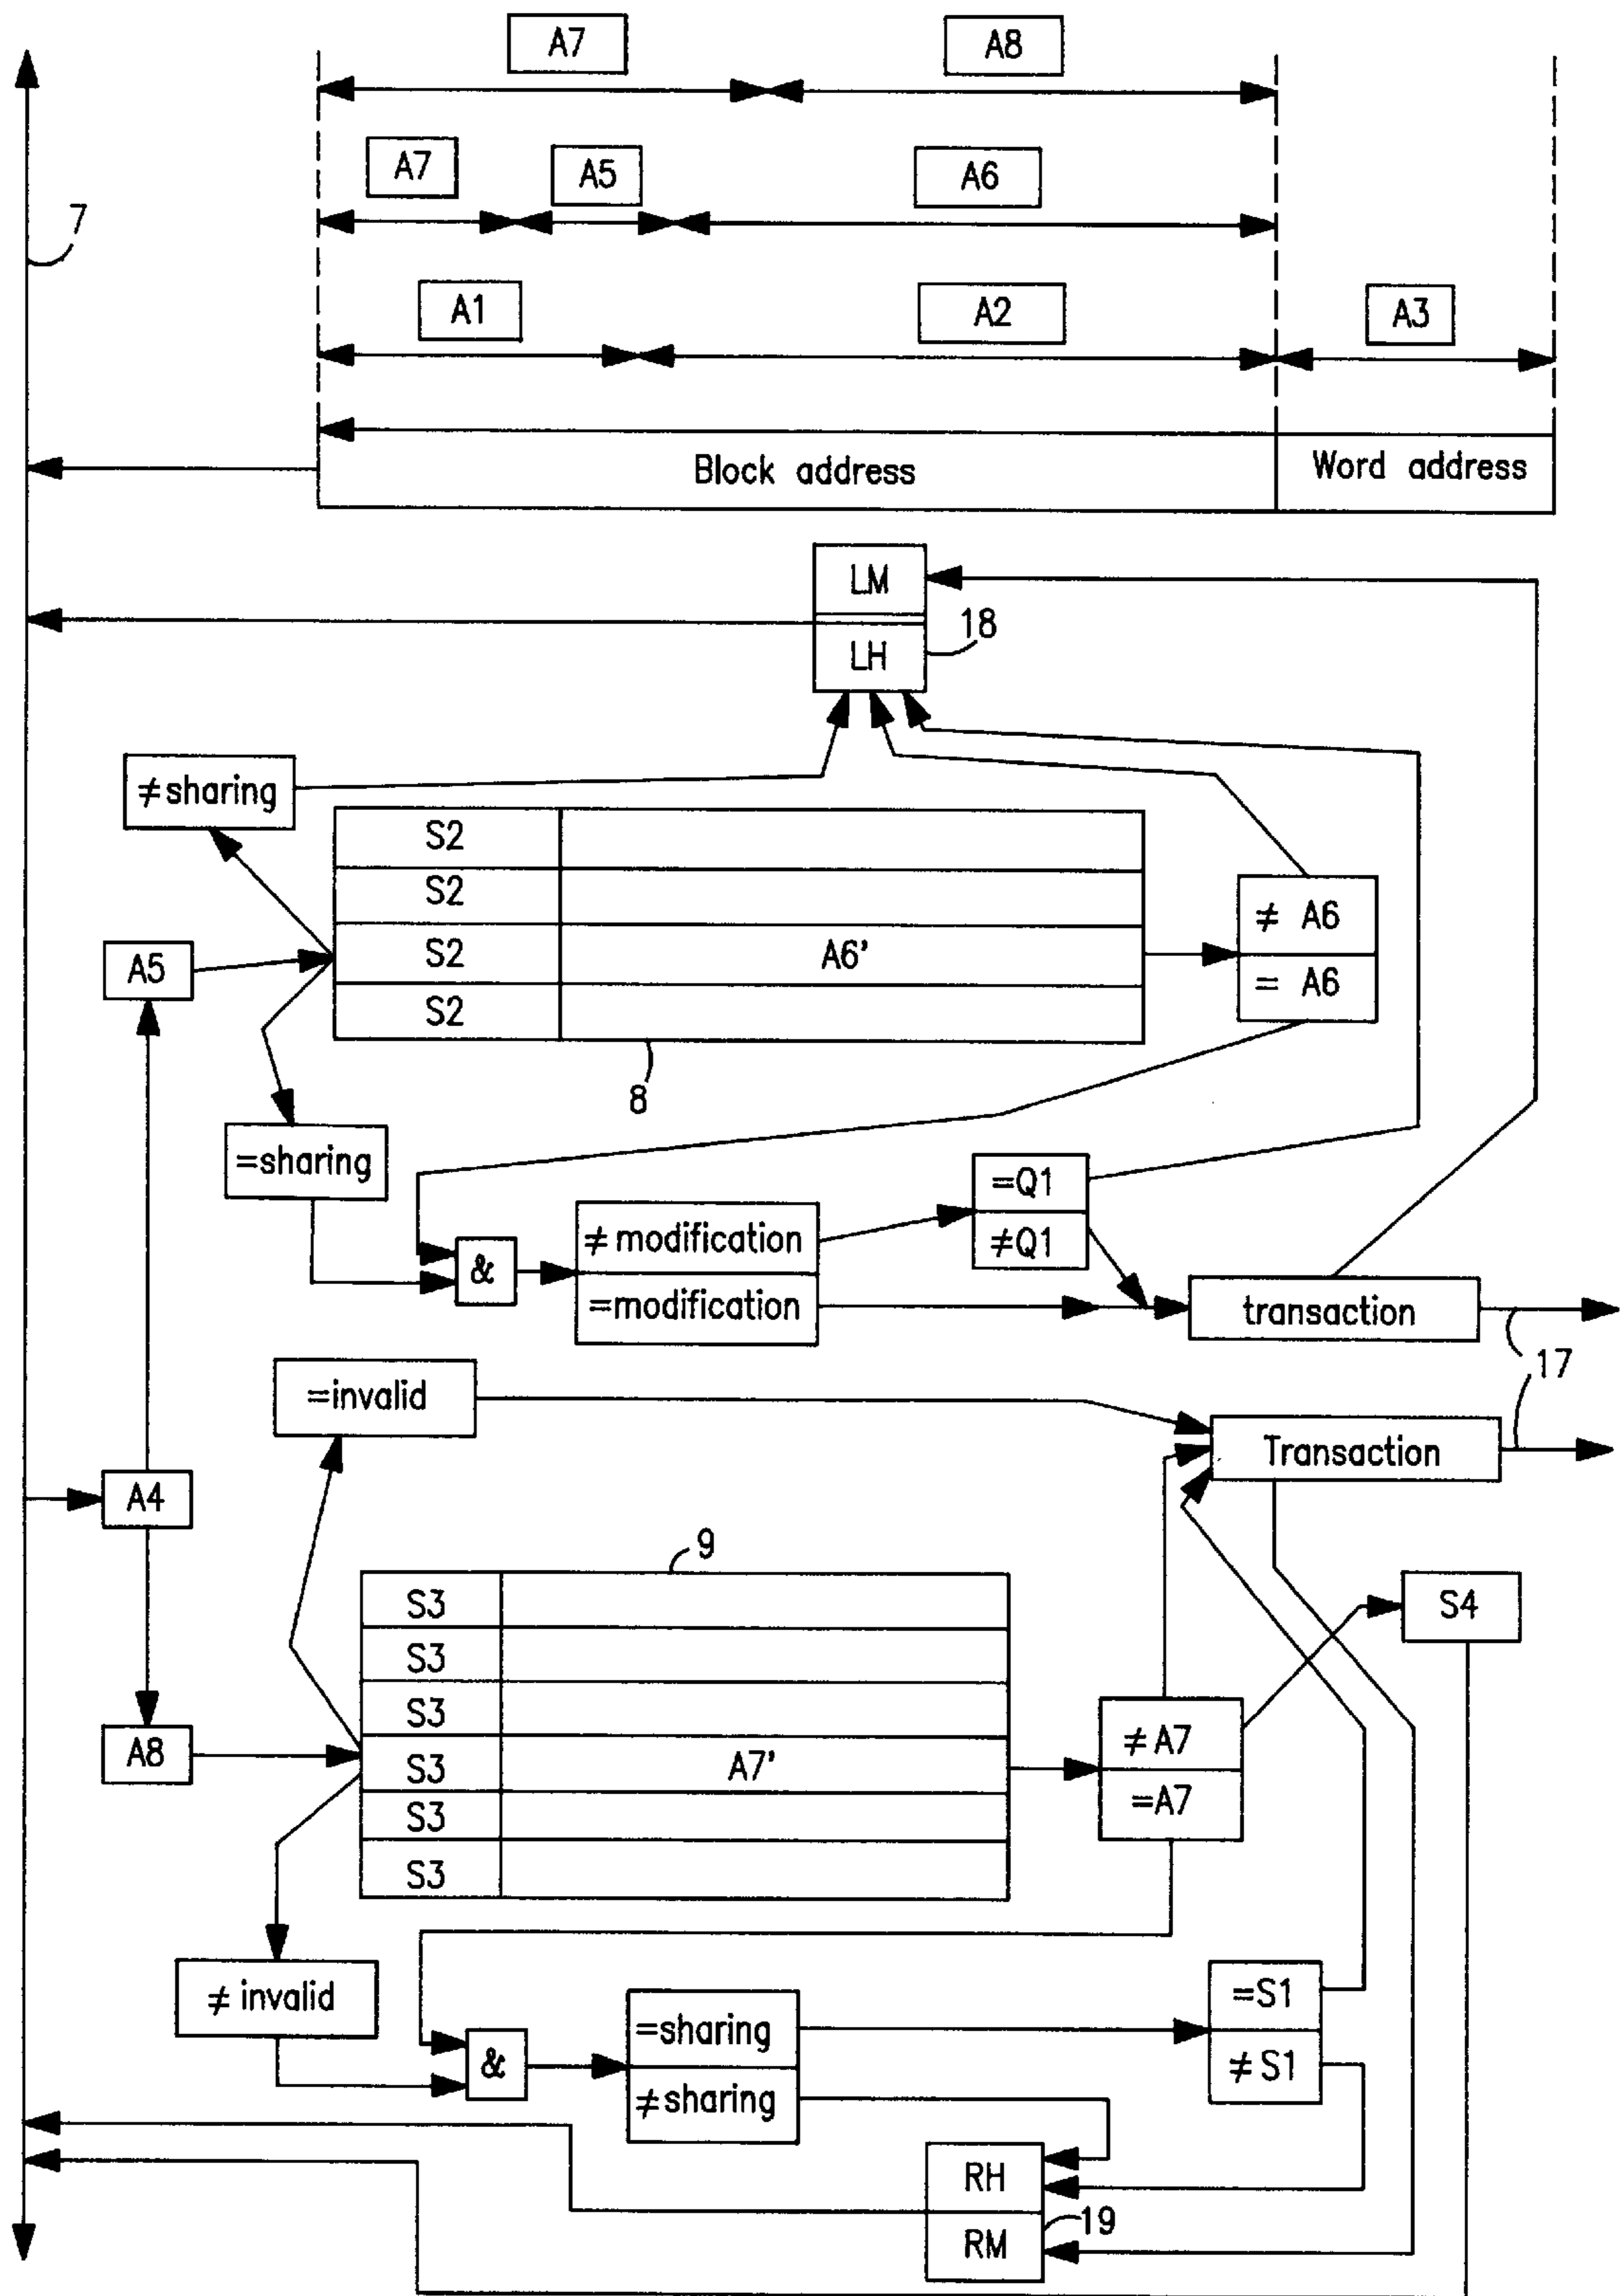 A7 A8
A7 A5 A6
7
A1 A2 A3
Block address Word address
LM
18
LH
≠sharing
S2
S2
S2 A6'
S2
≠ A6
= A6
A5
8
=sharing
&
≠modification
=modification
=Q1
≠Q1
transaction
17
=invalid
Transaction
A4
9
S3
S3
S3
S3 A7'
S3
S3
S4
A8
≠A7
=A7
≠ invalid
&
=sharing
≠sharing
=S1
≠S1
RH
19
RM